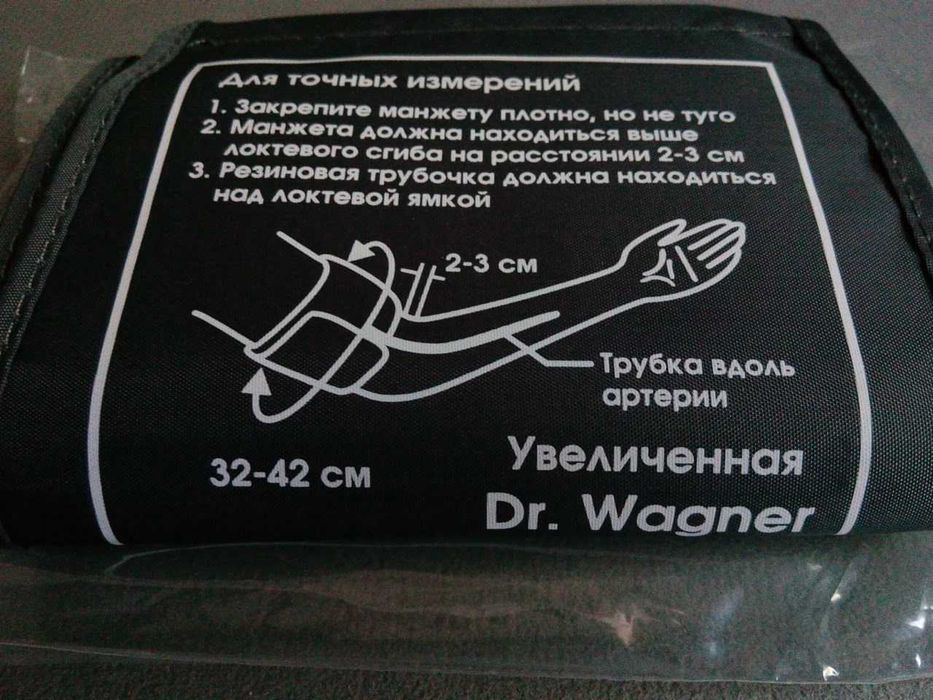 Для точных измерений
1. Закрепите манжету плотно, но не туго
2. Манжета должна находиться выше
локтевого сгиба на расстоянии 2-3 см
3. Резиновая трубочка должна находиться
над локтевой ямкой
2-3 см
Трубка вдоль
артерии
32-42 см
Увеличенная
Dr. Wagner